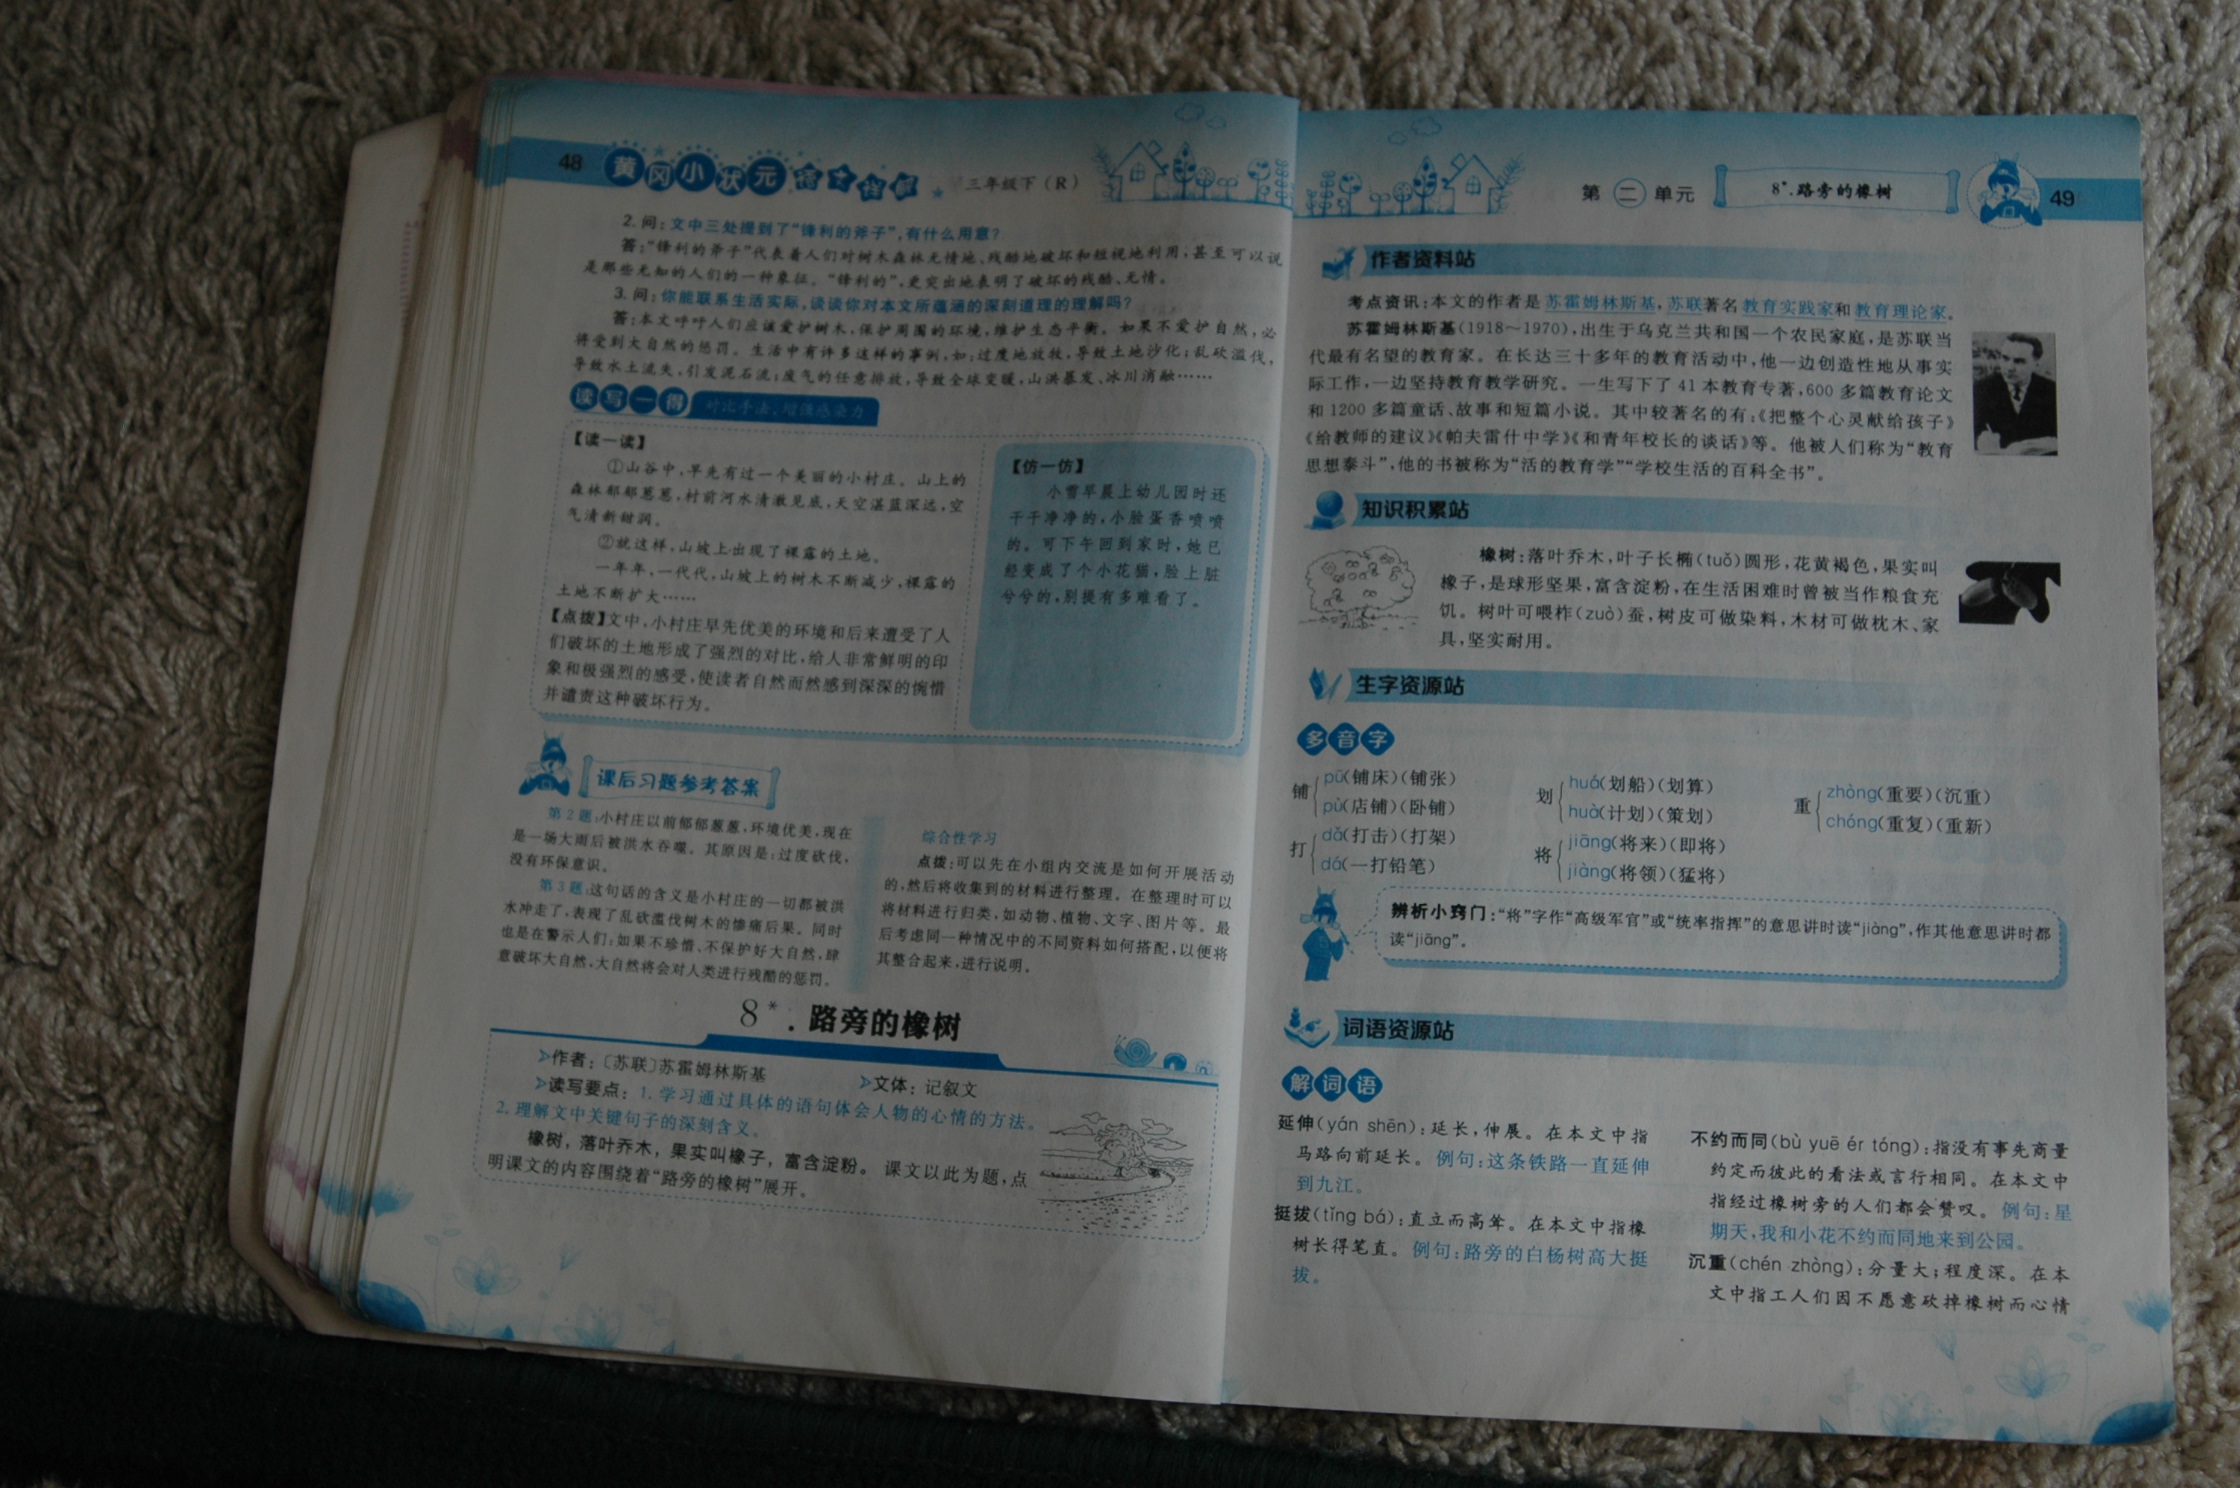 48
黄冈小状元
三年级下（R）
2. 问：文中三处提到了“锋利的斧子”，有什么用意？
答：“锋利的斧子”代表着人们对树木森林无情地、残酷地破坏和粗视地利用；甚至可以说
是那些无知的人们的一种象征。“锋利的”，更突出地表明了破坏的残酷、无情。
3. 问：你能联系生活实际，谈谈你对本文所蕴涵的深刻道理的理解吗？
答：本文呼吁人们应该爱护树木，保护周围的环境，维护生态平衡。如果不爱护自然，必
将受到大自然的惩罚。生活中有许多这样的事例，如：过度地放牧，导致土地沙化；乱砍滥伐，
导致水土流失，引发泥石流；废气的任意排放，导致全球变暖，山洪暴发、冰川消融……
读写一得
对比手法，增强感染力
【读一读】
①山谷中，早先有过一个美丽的小村庄。山上的
森林郁郁葱葱，村前河水清澈见底，天空湛蓝深远，空
气清新甜润。
②就这样，山坡上出现了裸露的土地。
一年年，一代代，山坡上的树木不断减少，裸露的
土地不断扩大……
【点拨】文中，小村庄早先优美的环境和后来遭受了人
们破坏的土地形成了强烈的对比，给人非常鲜明的印
象和极强烈的感受，使读者自然而然感到深深的惋惜
并谴责这种破坏行为。
【仿一仿】
小雪早晨上幼儿园时还
干干净净的，小脸蛋香喷喷
的。可下午回到家时，她已
经变成了个小花猫，脸上脏
兮兮的，别提有多难看了。
课后习题参考答案
第2题：小村庄以前郁郁葱葱，环境优美，现在
是一场大雨后被洪水吞噬。其原因是：过度砍伐，
没有环保意识。
第3题：这句话的含义是小村庄的一切都被洪
水冲走了，表现了乱砍滥伐树木的惨痛后果，同时
也是在警示人们：如果不珍惜、不保护好大自然，肆
意破坏大自然，大自然将会对人类进行残酷的惩罚。
综合性学习
点拨：可以先在小组内交流是如何开展活动
的，然后将收集到的材料进行整理。在整理时可以
将材料进行归类，如动物、植物、文字、图片等。最
后考虑同一种情况中的不同资料如何搭配，以便将
其整合起来，进行说明。
8*.路旁的橡树
作者：〔苏联〕苏霍姆林斯基
文体：记叙文
读写要点：1. 学习通过具体的语句体会人物的心情的方法。
2. 理解文中关键句子的深刻含义。
橡树，落叶乔木，果实叫橡子，富含淀粉。课文以此为题，点
明课文的内容围绕着“路旁的橡树”展开。
第二单元
8*.路旁的橡树
49
作者资料站
考点资讯：本文的作者是苏霍姆林斯基，苏联著名教育实践家和教育理论家。
苏霍姆林斯基（1918～1970），出生于乌克兰共和国一个农民家庭，是苏联当
代最有名望的教育家。在长达三十多年的教育活动中，他一边创造性地从事实
际工作，一边坚持教育教学研究。一生写下了41本教育专著，600多篇教育论文
和1200多篇童话、故事和短篇小说。其中较著名的有：《把整个心灵献给孩子》
《给教师的建议》《帕夫雷什中学》《和青年校长的谈话》等。他被人们称为“教育
思想泰斗”，他的书被称为“活的教育学”“学校生活的百科全书”。
知识积累站
橡树：落叶乔木，叶子长椭（tuǒ）圆形，花黄褐色，果实叫
橡子，是球形坚果，富含淀粉，在生活困难时曾被当作粮食充
饥。树叶可喂柞（zuò）蚕，树皮可做染料，木材可做枕木、家
具，坚实耐用。
生字资源站
多音字
铺{pū（铺床）（铺张） pù（店铺）（卧铺）
划{huá（划船）（划算） huà（计划）（策划）
重{zhòng（重要）（沉重） chóng（重复）（重新）
打{dǎ（打击）（打架） dá（一打铅笔）
将{jiāng（将来）（即将） jiàng（将领）（猛将）
辨析小窍门：“将”字作“高级军官”或“统率指挥”的意思讲时读“jiàng”，作其他意思讲时都
读“jiāng”。
词语资源站
解词语
延伸（yán shēn）：延长，伸展。在本文中指
马路向前延长。例句：这条铁路一直延伸
到九江。
挺拔（tǐng bá）：直立而高耸。在本文中指橡
树长得笔直。例句：路旁的白杨树高大挺
拔。
不约而同（bù yuē ér tóng）：指没有事先商量
约定而彼此的看法或言行相同。在本文中
指经过橡树旁的人们都会赞叹。例句：星
期天，我和小花不约而同地来到公园。
沉重（chén zhòng）：分量大；程度深。在本
文中指工人们因不愿意砍掉橡树而心情